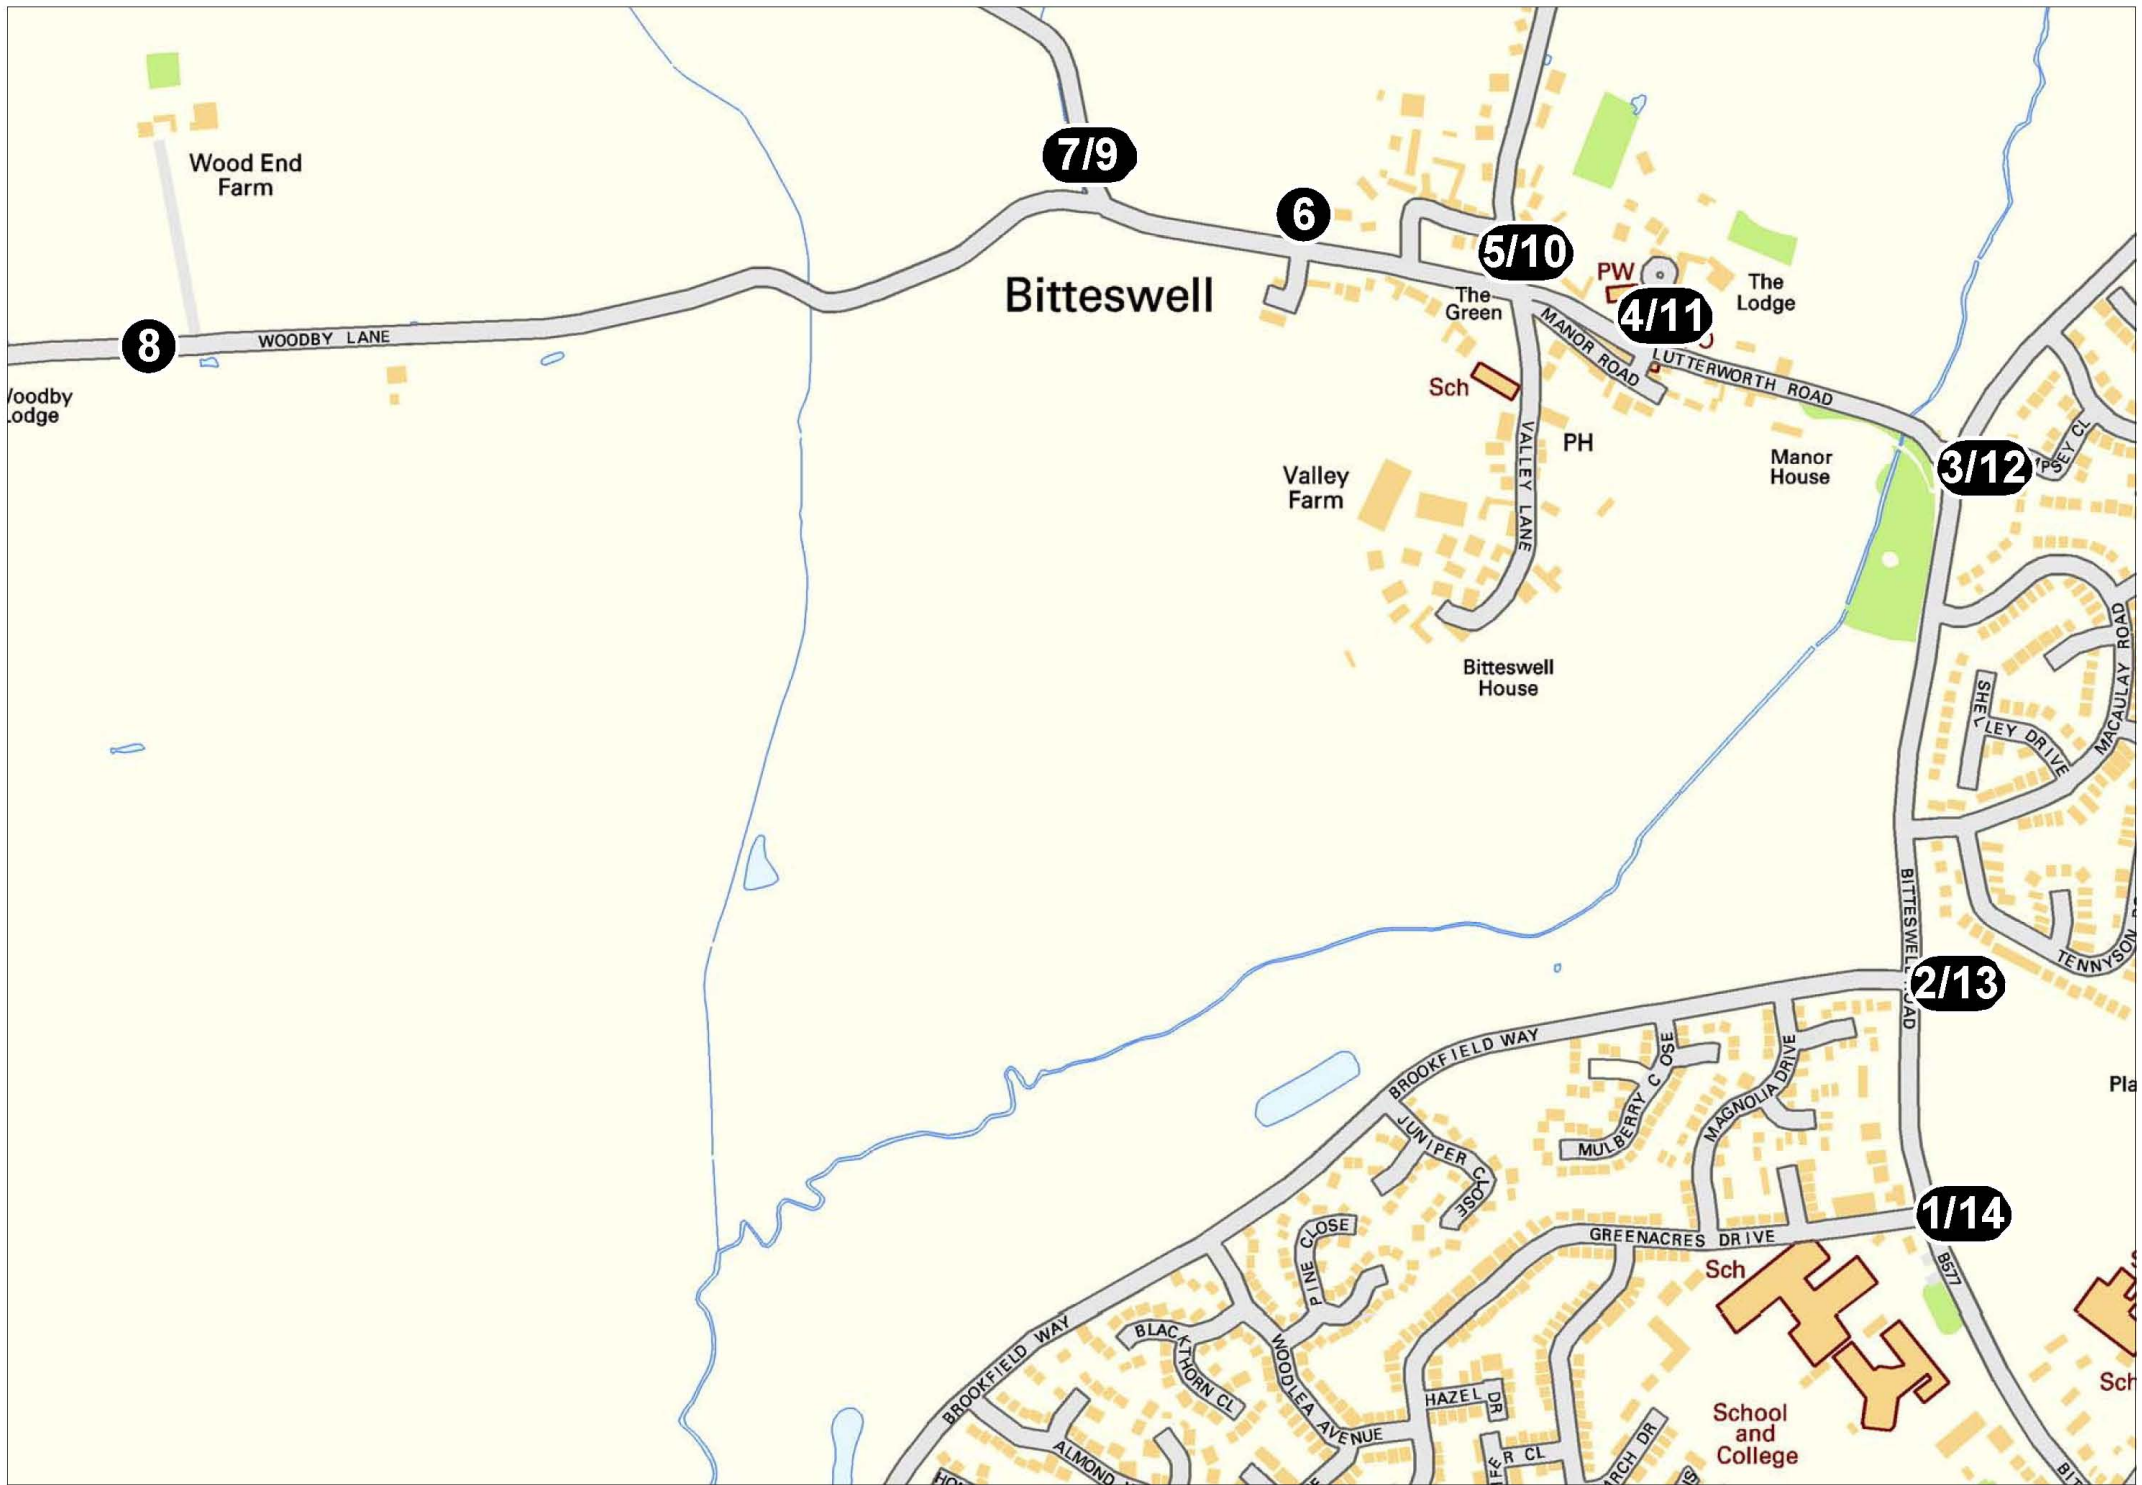 Wood End
Farm
7/9
6
5/10
PW
The
Lodge
4/11
Bitteswell
The
Green
MANOR ROAD
LUTTERWORTH ROAD
8
WOODBY LANE
Sch
VALLEY LANE
PH
Manor
House
3/12
Valley
Farm
Bitteswell
House
MACAULAY ROAD
SHELLEY DRIVE
BITTESWELL ROAD
TENNYSON
2/13
BROOKFIELD WAY
MULBERRY CLOSE
MAGNOLIA DRIVE
JUNIPER CLOSE
PINE CLOSE
1/14
GREENACRES DRIVE
B577
Sch
BLACKTHORN CL
BROOKFIELD WAY
WOODLEA AVENUE
HAZEL DR
School
and
College
Sch
ALMOND